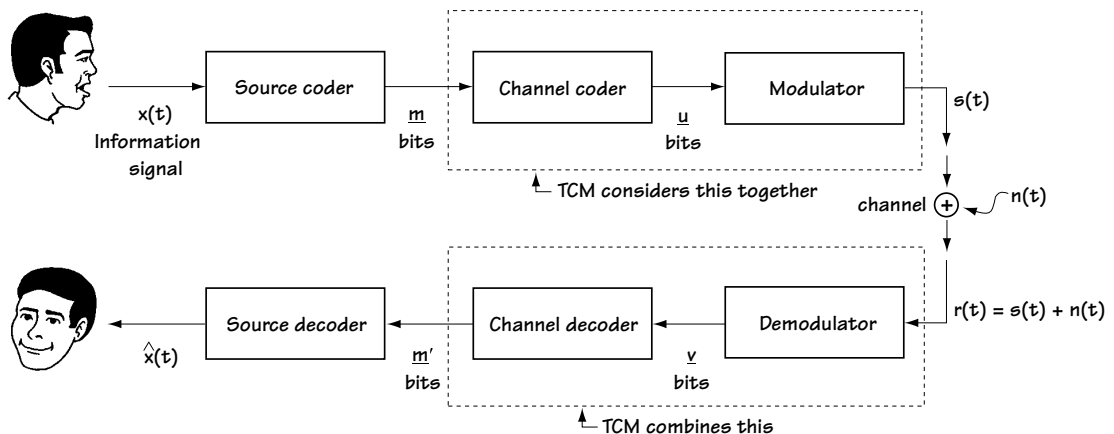 Source coder
Channel coder
Modulator
s(t)
x(t)
Information
signal
m
bits
u
bits
TCM considers this together
channel
+
n(t)
Source decoder
Channel decoder
Demodulator
r(t) = s(t) + n(t)
x̂(t)
m'
bits
v
bits
TCM combines this